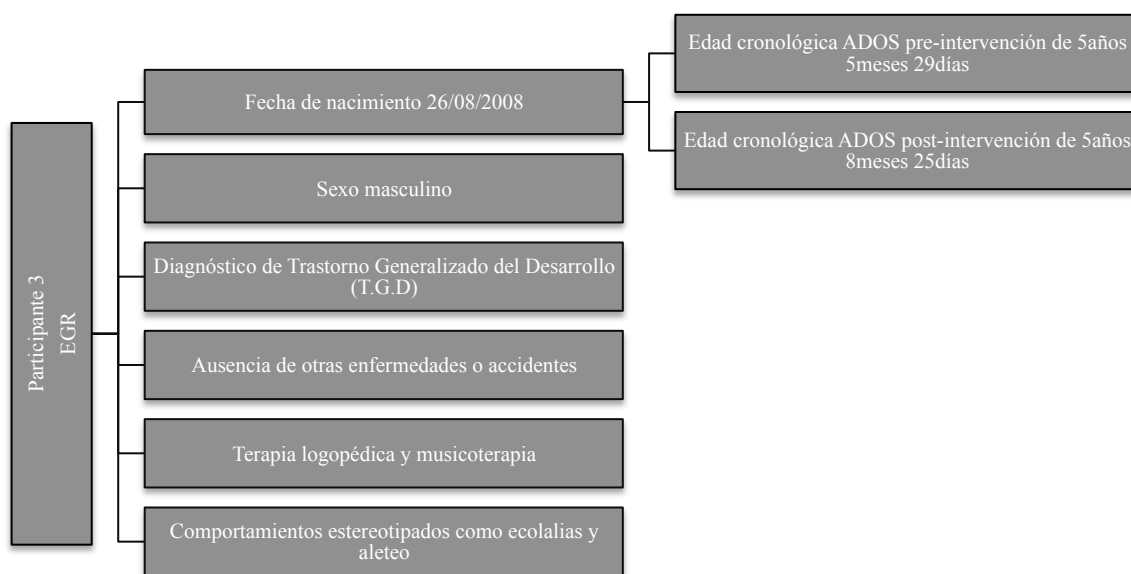 Participante 3
EGR
Fecha de nacimiento 26/08/2008
Edad cronológica ADOS pre-intervención de 5años
5meses 29días
Edad cronológica ADOS post-intervención de 5años
8meses 25días
Sexo masculino
Diagnóstico de Trastorno Generalizado del Desarrollo
(T.G.D)
Ausencia de otras enfermedades o accidentes
Terapia logopédica y musicoterapia
Comportamientos estereotipados como ecolalias y
aleteo